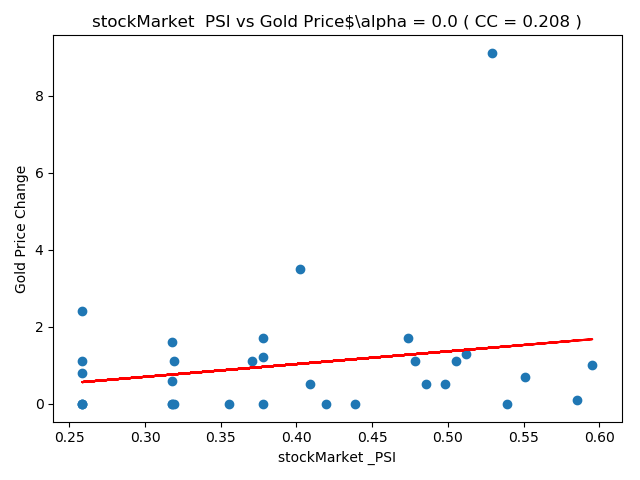 stockMarket  PSI vs Gold Price$\alpha = 0.0 ( CC = 0.208 )
Gold Price Change
8
6
4
2
0
0.25 0.30 0.35 0.40 0.45 0.50 0.55 0.60
stockMarket _PSI